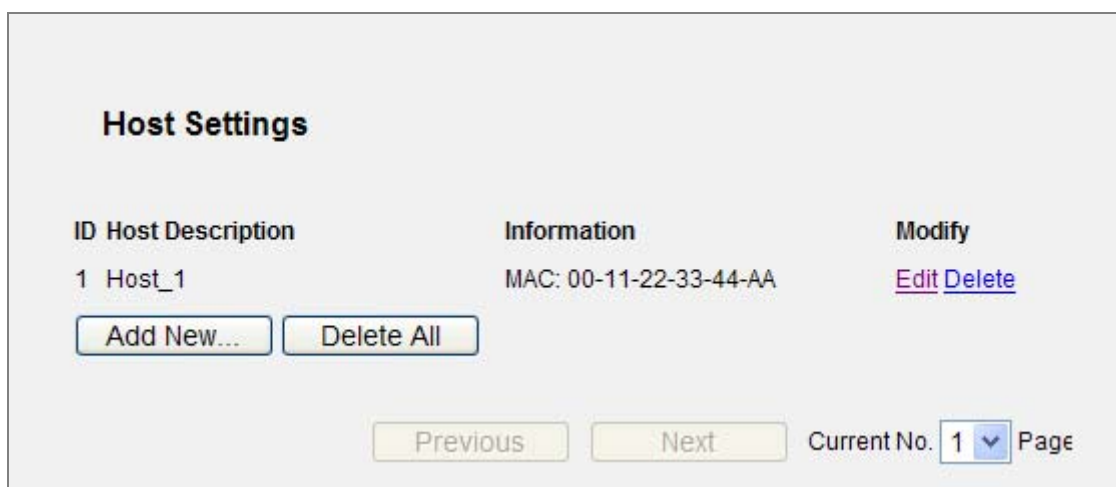 Host Settings
ID Host Description Information Modify
1 Host_1 MAC: 00-11-22-33-44-AA Edit Delete
Add New... Delete All
Previous Next Current No. 1 Page